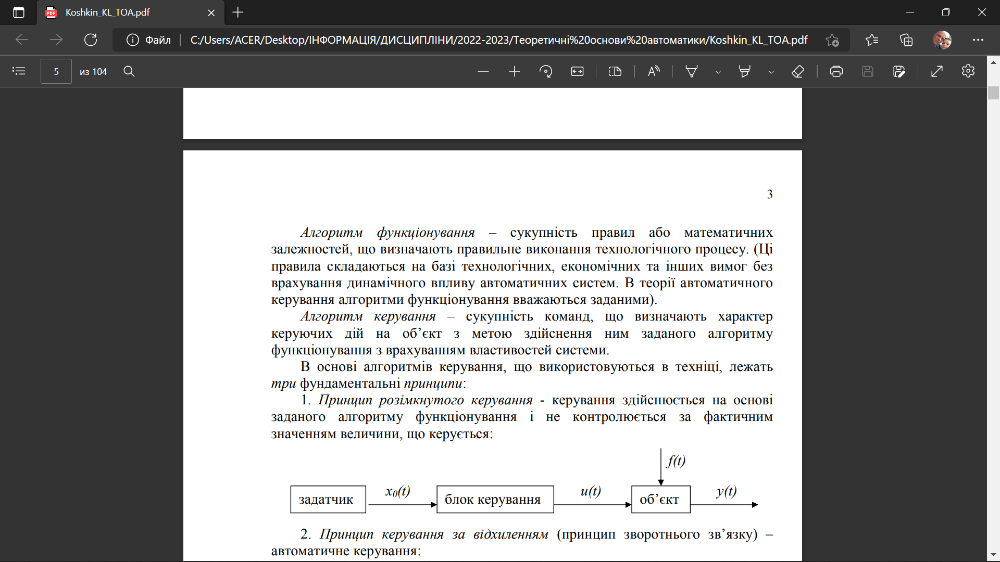 Koshkin_KL_TOA.pdf
Файл
C:/Users/ACER/Desktop/ІНФОРМАЦІЯ/ДИСЦИПЛІНИ/2022-2023/Теоретичні%20основи%20автоматики/Koshkin_KL_TOA.pdf
5 из 104
3
Алгоритм функціонування – сукупність правил або математичних
залежностей, що визначають правильне виконання технологічного процесу. (Ці
правила складаються на базі технологічних, економічних та інших вимог без
врахування динамічного впливу автоматичних систем. В теорії автоматичного
керування алгоритми функціонування вважаються заданими).
Алгоритм керування – сукупність команд, що визначають характер
керуючих дій на об’єкт з метою здійснення ним заданого алгоритму
функціонування з врахуванням властивостей системи.
В основі алгоритмів керування, що використовуються в техніці, лежать
три фундаментальні принципи:
1. Принцип розімкнутого керування - керування здійснюється на основі
заданого алгоритму функціонування і не контролюється за фактичним
значенням величини, що керується:
f(t)
задатчик x₀(t) блок керування u(t) об’єкт y(t)
2. Принцип керування за відхиленням (принцип зворотнього зв’язку) –
автоматичне керування: